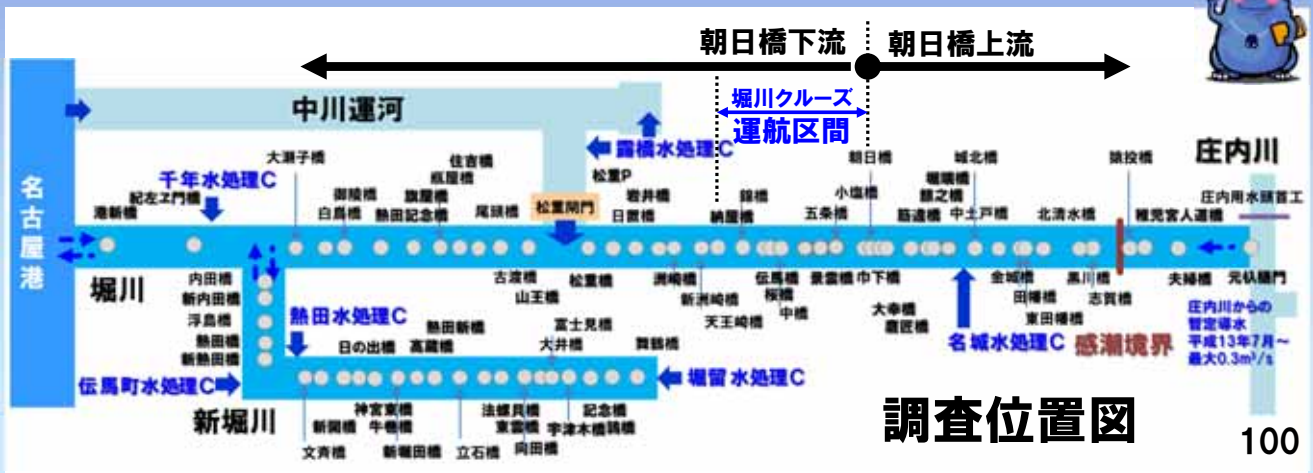 朝日橋下流
朝日橋上流
堀川クルーズ
運航区間
中川運河
露橋水処理C
庄内川
名古屋港
千年水処理C
大瀬子橋
住吉橋
瓶屋橋
御陵橋
旗屋橋
白鳥橋
熱田記念橋
尾頭橋
松重閘門
松重P
岩井橋
日置橋
納屋橋
錦橋
五条橋
小塩橋
朝日橋
城北橋
堀端橋
筋違橋
中土戸橋
北清水橋
猿投橋
稚児宮人道橋
庄内用水頭首工
港新橋
紀左ヱ門橋
堀川
内田橋
新内田橋
浮島橋
熱田橋
新熱田橋
古渡橋
山王橋
松重橋
洲崎橋
新洲崎橋
天王崎橋
伝馬橋
桜橋
中橋
景雲橋
巾下橋
大幸橋
鷹匠橋
名城水処理C
金城橋
田幡橋
東田幡橋
黒川橋
志賀橋
感潮境界
夫婦橋
元杁樋門
庄内川からの
暫定導水
平成13年7月～
最大0.3m³/s
熱田水処理C
伝馬町水処理C
新堀川
日の出橋
高蔵橋
熱田新橋
富士見橋
大井橋
舞鶴橋
堀留水処理C
文斉橋
新開橋
神宮東橋
牛巻橋
新堀田橋
立石橋
法螺貝橋
東雲橋
向田橋
宇津木橋
記念橋
鶉橋
調査位置図
100